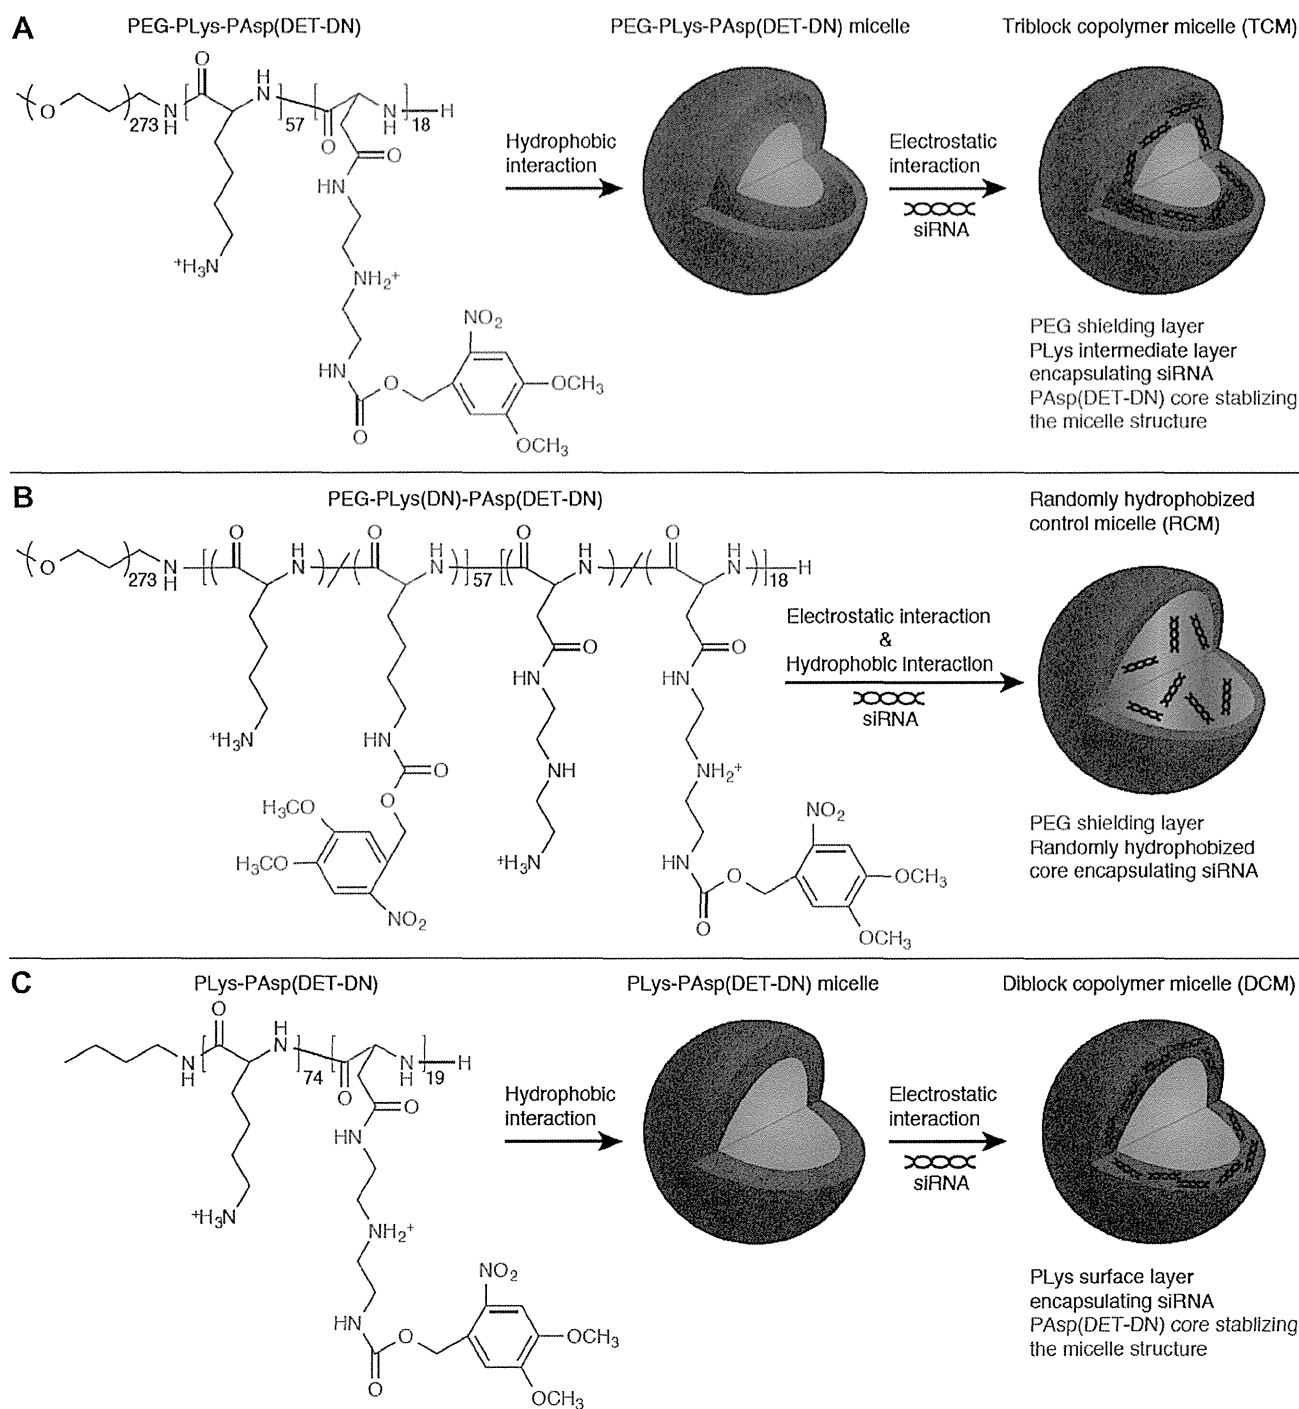 A
PEG-PLys-PAsp(DET-DN)
PEG-PLys-PAsp(DET-DN) micelle
Triblock copolymer micelle (TCM)
O
H
O
N
H
273
N
H
O
57
O
N
H
18
H
O
HN
+H3N
NH2+
HN
O
O
NO2
OCH3
OCH3
Hydrophobic
interaction
Electrostatic
interaction
siRNA
PEG shielding layer
PLys intermediate layer
encapsulating siRNA
PAsp(DET-DN) core stablizing
the micelle structure
B
PEG-PLys(DN)-PAsp(DET-DN)
Randomly hydrophobized
control micelle (RCM)
O
H
N
O
H
N
O
H
N
O
H
N
O
273
N
H
57
18
H
O
O
HN
HN
+H3N
HN
O
O
NH
NH2+
H3CO
H3CO
NO2
+H3N
HN
O
O
NO2
OCH3
OCH3
Electrostatic interaction
&
Hydrophobic interaction
siRNA
PEG shielding layer
Randomly hydrophobized
core encapsulating siRNA
C
PLys-PAsp(DET-DN)
PLys-PAsp(DET-DN) micelle
Diblock copolymer micelle (DCM)
O
H
N
N
H
74
O
N
H
19
H
O
HN
+H3N
NH2+
HN
O
O
NO2
OCH3
OCH3
Hydrophobic
interaction
Electrostatic
interaction
siRNA
PLys surface layer
encapsulating siRNA
PAsp(DET-DN) core stablizing
the micelle structure